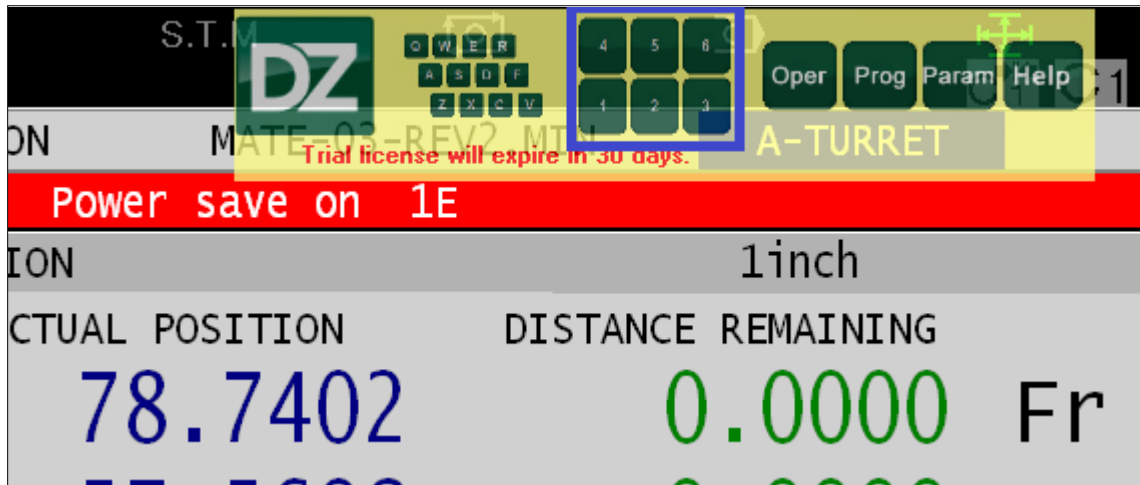 S.T.M
DZ
Q W E R
A S D F
Z X C V
4 5 6
1 2 3
Oper Prog Param Help
C1
ON MATE-03-REV2.MIN A-TURRET
Trial license will expire in 30 days.
Power save on 1E
ION 1inch
CTUAL POSITION DISTANCE REMAINING
78.7402 0.0000 Fr